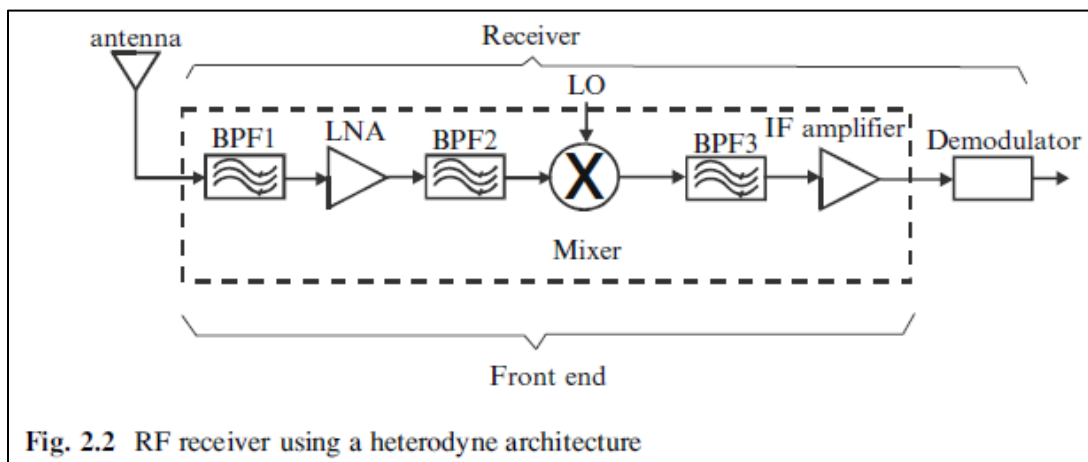 antenna
Receiver
LO
BPF1
LNA
BPF2
X
BPF3
IF amplifier
Demodulator
Mixer
Front end
Fig. 2.2 RF receiver using a heterodyne architecture